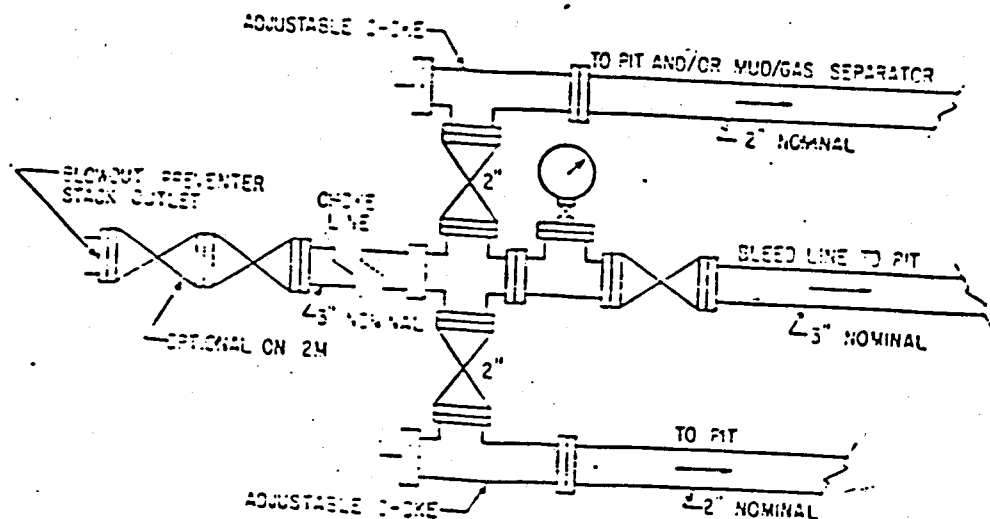 ADJUSTABLE CHOKE
TO PIT AND/OR MUD/GAS SEPARATOR
2" NOMINAL
BLOWOUT PREVENTER
STACK OUTLET
2"
CHOKE
LINE
BLEED LINE TO PIT
3" NOMINAL
3" NOMINAL
OPTIONAL ON 2M
2"
TO PIT
2" NOMINAL
ADJUSTABLE CHOKE